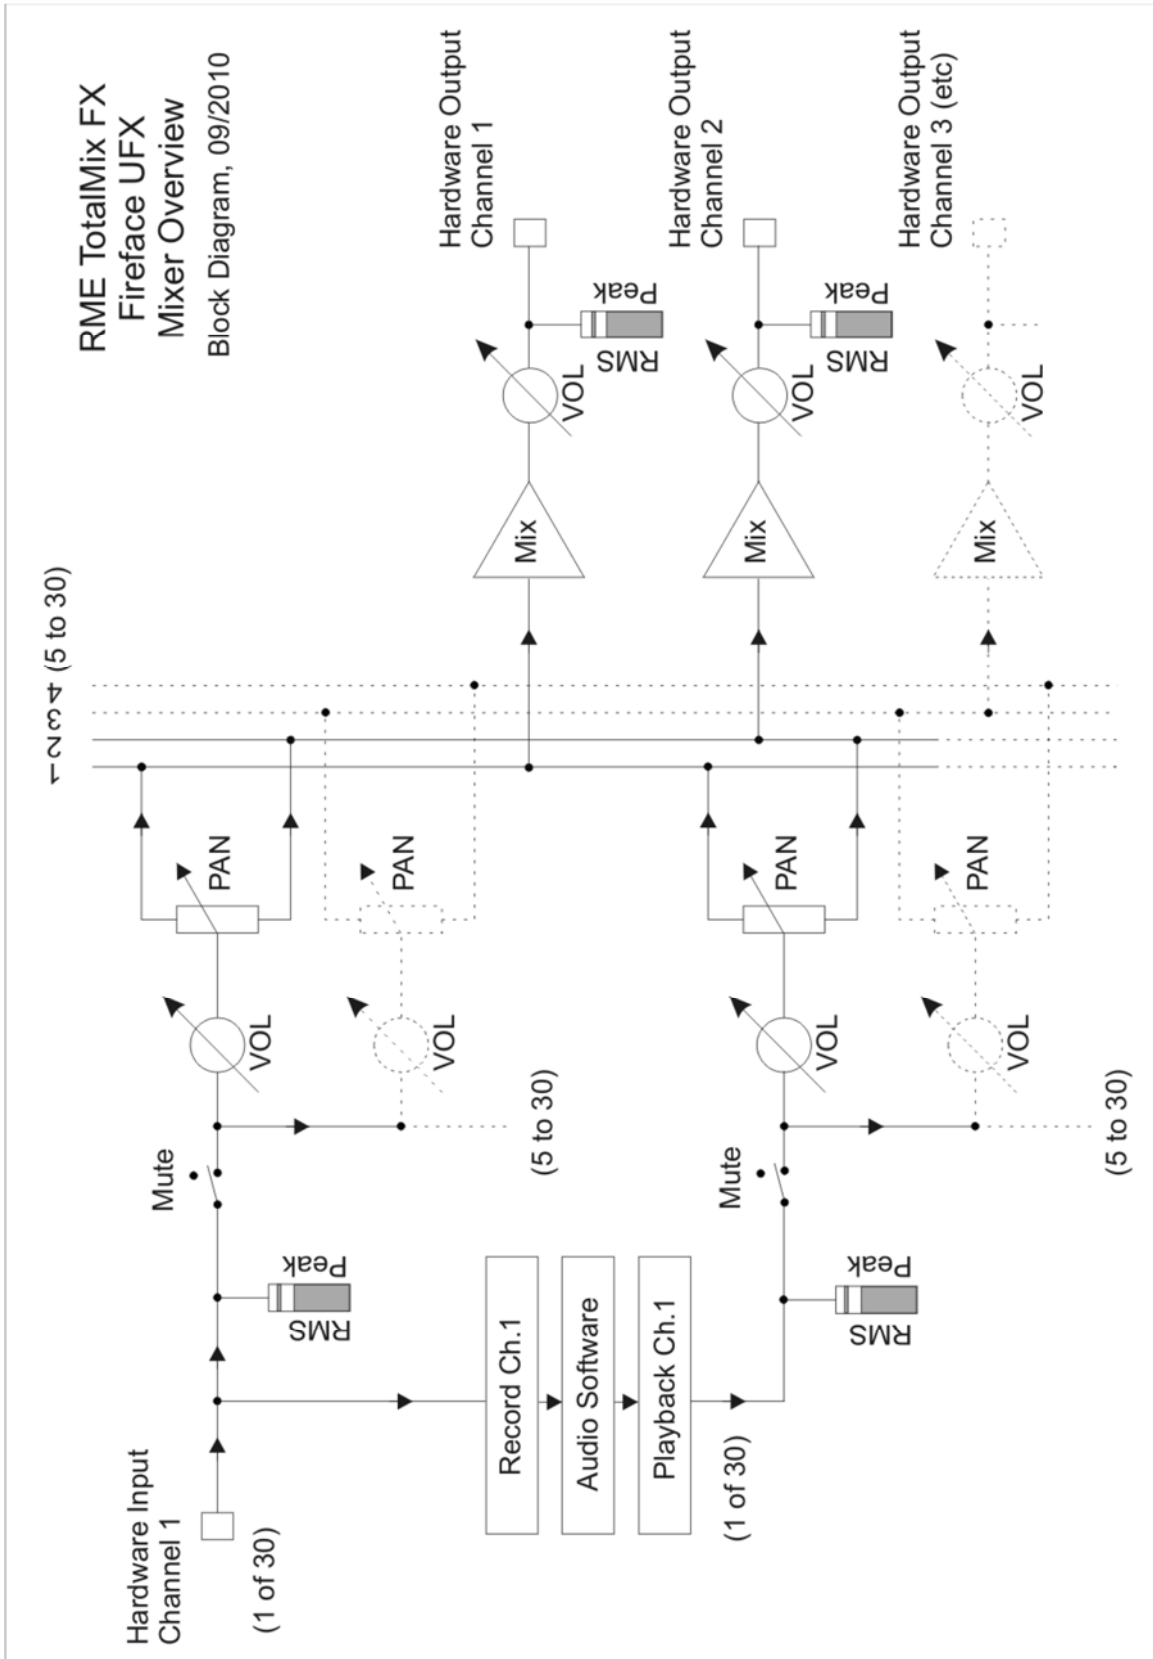 RME TotalMix FX
Fireface UFX
Mixer Overview
Block Diagram, 09/2010
Hardware Input
Channel 1
(1 of 30)
RMS
Peak
Mute
VOL
PAN
VOL
PAN
(5 to 30)
1 2 3 4 (5 to 30)
Mix
VOL
RMS
Peak
Hardware Output
Channel 1
Record Ch.1
Audio Software
Playback Ch.1
(1 of 30)
RMS
Peak
Mute
VOL
PAN
VOL
PAN
(5 to 30)
Mix
VOL
RMS
Peak
Hardware Output
Channel 2
Mix
VOL
Hardware Output
Channel 3 (etc)